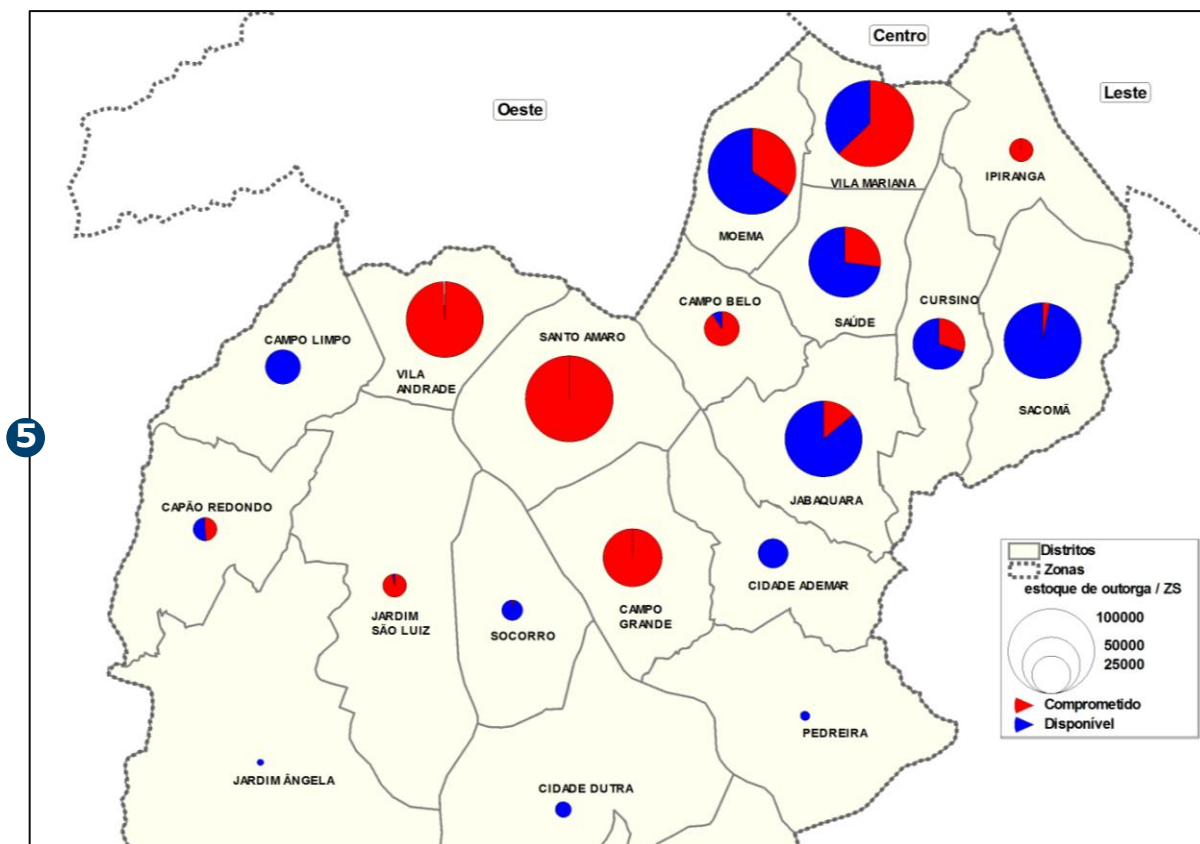 Centro
Oeste
Leste
VILA MARIANA
IPIRANGA
MOEMA
CAMPO BELO
SAÚDE
CURSINO
CAMPO LIMPO
SANTO AMARO
VILA
ANDRADE
SACOMÃ
5
CAPÃO REDONDO
JABAQUARA
CIDADE ADEMAR
JARDIM
SÃO LUIZ
CAMPO
GRANDE
SOCORRO
PEDREIRA
JARDIM ÂNGELA
CIDADE DUTRA
Distritos
Zonas
estoque de outorga / ZS
100000
50000
25000
Comprometido
Disponível